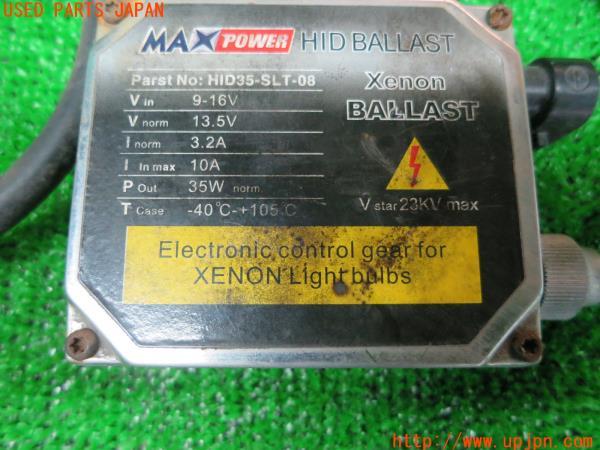 USED PARTS JAPAN
MAXPOWER HID BALLAST
Parst No: HID35-SLT-08
V in 9-16V
V norm 13.5V
I norm 3.2A
I In max 10A
P Out 35W norm.
T Case -40°C-+105°C
Xenon
BALLAST
V star 23KV max
Electronic control gear for
XENON Light bulbs
UPJ http://www.upjpn.com/